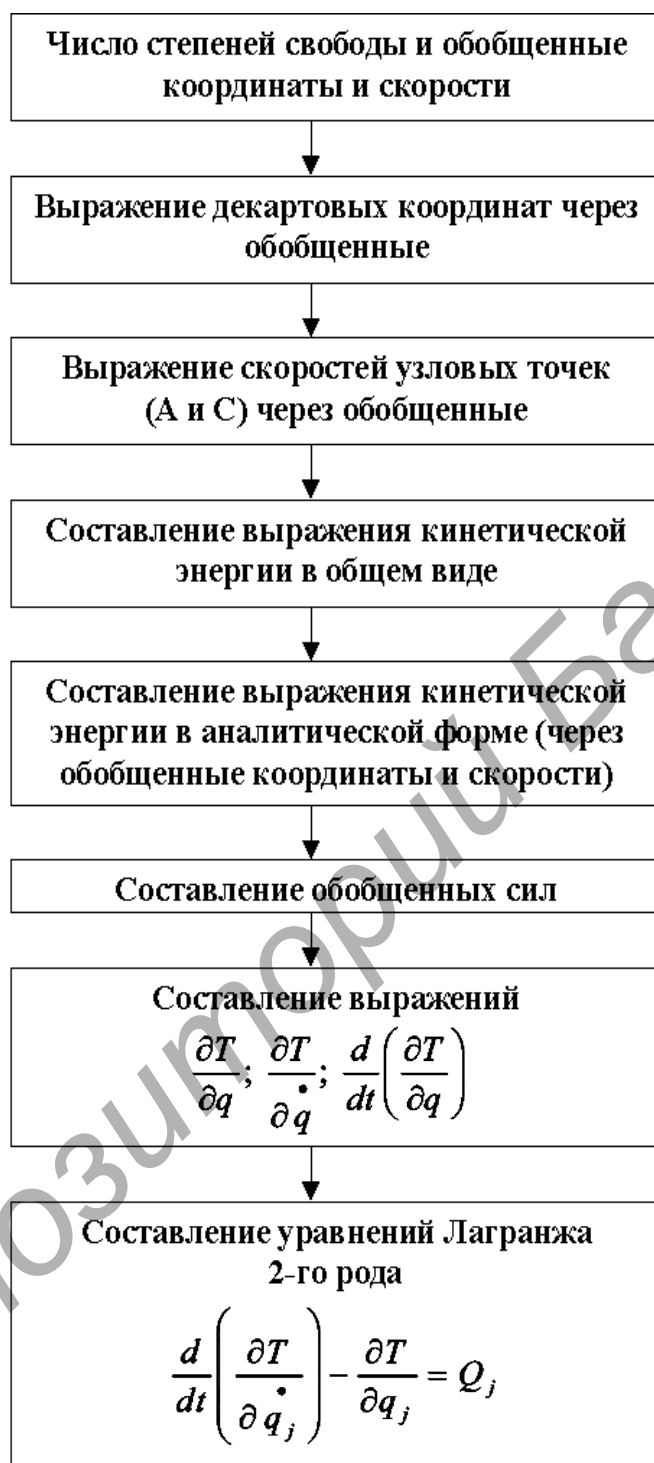 Число степеней свободы и обобщенные
координаты и скорости
Выражение декартовых координат через
обобщенные
Выражение скоростей узловых точек
(А и С) через обобщенные
Составление выражения кинетической
энергии в общем виде
Составление выражения кинетической
энергии в аналитической форме (через
обобщенные координаты и скорости)
Составление обобщенных сил
Составление выражений
∂T/∂q; ∂T/∂q̇; d/dt(∂T/∂q)
Составление уравнений Лагранжа
2-го рода
d/dt(∂T/∂q̇_j) − ∂T/∂q_j = Q_j